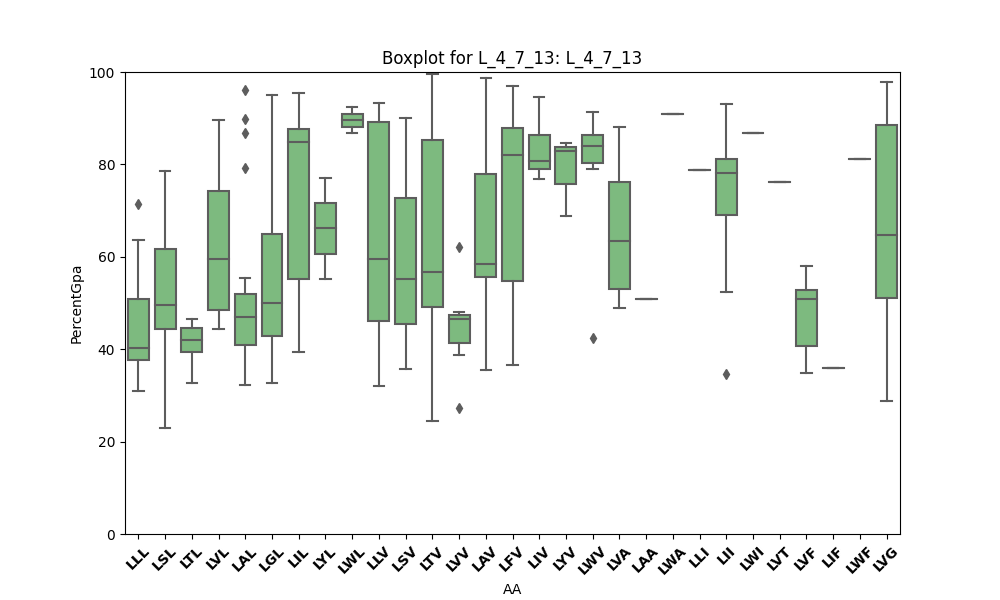 Boxplot for L_4_7_13: L_4_7_13
PercentGpa
100
80
60
40
20
0
LLL LSL LTL LVL LAL LGL LIL LYL LWL LLV LSV LTV LVV LAV LFV LIV LYV LWV LVA LAA LWA LLI LII LWI LVT LVF LIF LWF LVG
AA